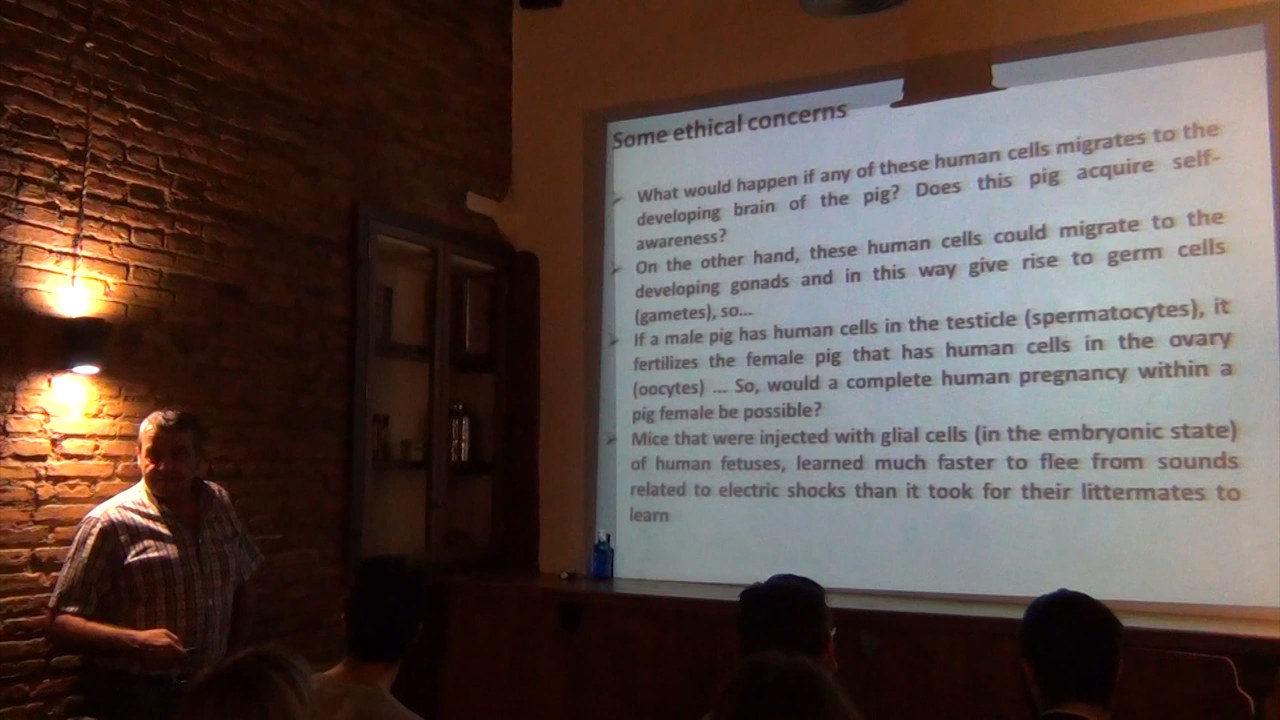 Some ethical concerns
What would happen if any of these human cells migrates to the
developing brain of the pig? Does this pig acquire self-
awareness?
On the other hand, these human cells could migrate to the
developing gonads and in this way give rise to germ cells
(gametes), so...
If a male pig has human cells in the testicle (spermatocytes), it
fertilizes the female pig that has human cells in the ovary
(oocytes) ... So, would a complete human pregnancy within a
pig female be possible?
Mice that were injected with glial cells (in the embryonic state)
of human fetuses, learned much faster to flee from sounds
related to electric shocks than it took for their littermates to
learn